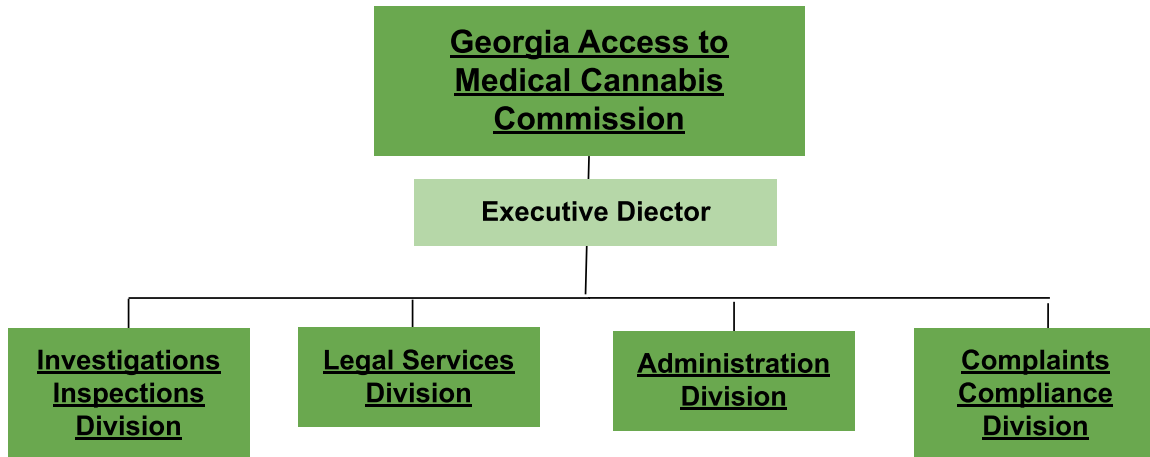 Georgia Access to
Medical Cannabis
Commission
Executive Diector
Investigations
Inspections
Division
Legal Services
Division
Administration
Division
Complaints
Compliance
Division